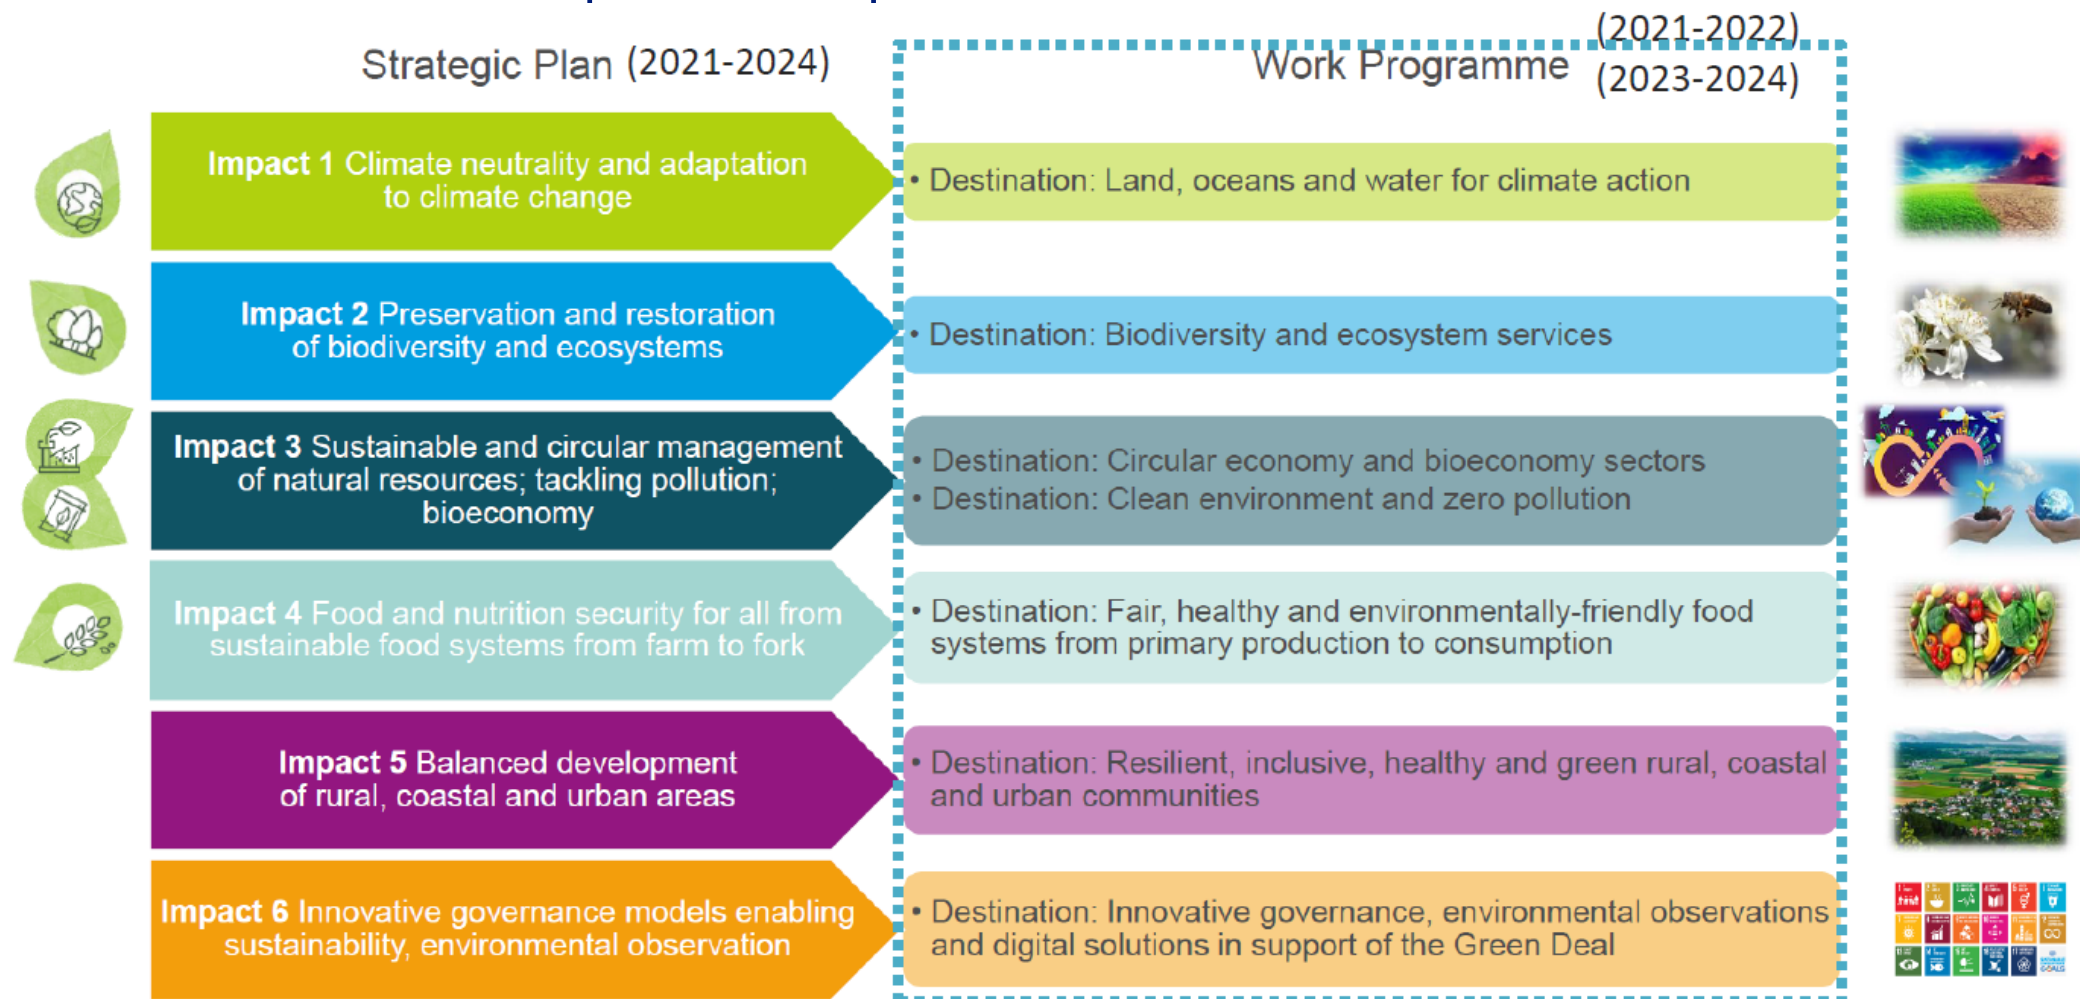 Strategic Plan (2021-2024)
Work Programme
(2021-2022)
(2023-2024)
Impact 1 Climate neutrality and adaptation
to climate change
• Destination: Land, oceans and water for climate action
Impact 2 Preservation and restoration
of biodiversity and ecosystems
• Destination: Biodiversity and ecosystem services
Impact 3 Sustainable and circular management
of natural resources; tackling pollution;
bioeconomy
• Destination: Circular economy and bioeconomy sectors
• Destination: Clean environment and zero pollution
Impact 4 Food and nutrition security for all from
sustainable food systems from farm to fork
• Destination: Fair, healthy and environmentally-friendly food
systems from primary production to consumption
Impact 5 Balanced development
of rural, coastal and urban areas
• Destination: Resilient, inclusive, healthy and green rural, coastal
and urban communities
Impact 6 Innovative governance models enabling
sustainability, environmental observation
• Destination: Innovative governance, environmental observations
and digital solutions in support of the Green Deal